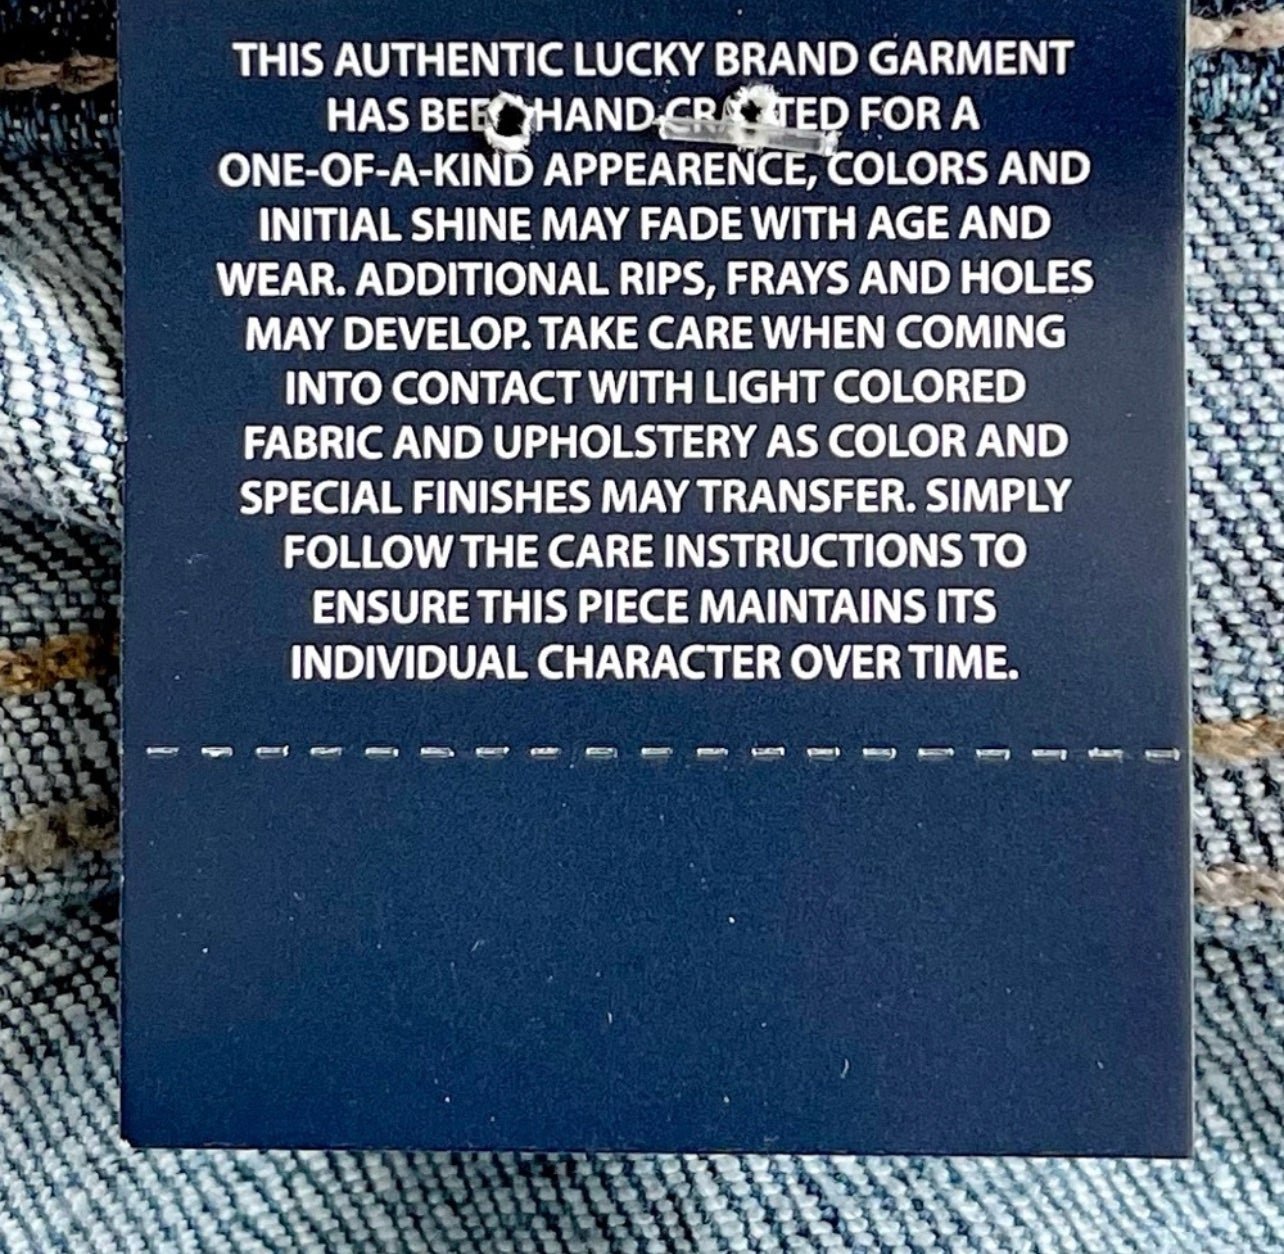 THIS AUTHENTIC LUCKY BRAND GARMENT
HAS BEEN HAND-CRAFTED FOR A
ONE-OF-A-KIND APPEARENCE, COLORS AND
INITIAL SHINE MAY FADE WITH AGE AND
WEAR. ADDITIONAL RIPS, FRAYS AND HOLES
MAY DEVELOP. TAKE CARE WHEN COMING
INTO CONTACT WITH LIGHT COLORED
FABRIC AND UPHOLSTERY AS COLOR AND
SPECIAL FINISHES MAY TRANSFER. SIMPLY
FOLLOW THE CARE INSTRUCTIONS TO
ENSURE THIS PIECE MAINTAINS ITS
INDIVIDUAL CHARACTER OVER TIME.